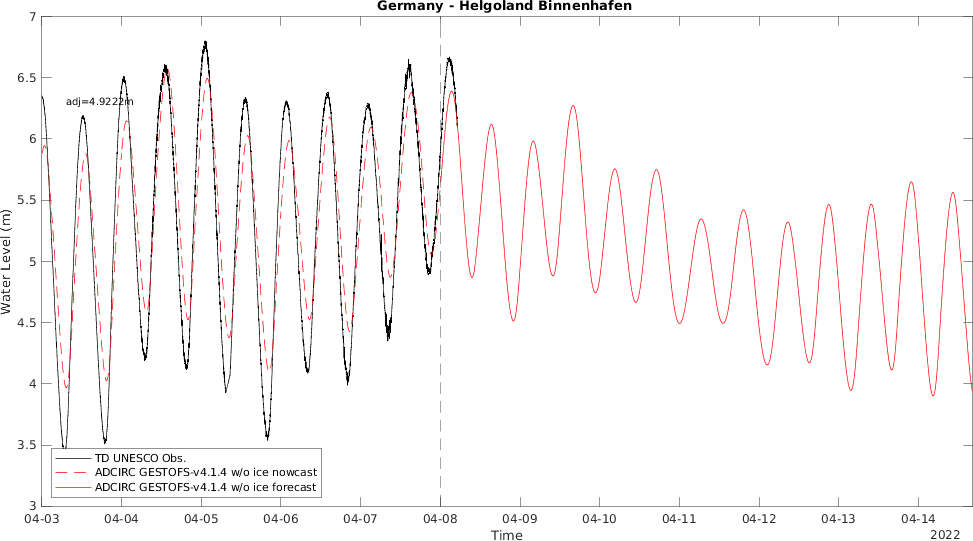 Germany - Helgoland Binnenhafen
7
6.5
6
5.5
5
4.5
4
3.5
3
Water Level (m)
adj=4.9222m
TD UNESCO Obs.
ADCIRC GESTOFS-v4.1.4 w/o ice nowcast
ADCIRC GESTOFS-v4.1.4 w/o ice forecast
04-03 04-04 04-05 04-06 04-07 04-08 04-09 04-10 04-11 04-12 04-13 04-14
Time
2022